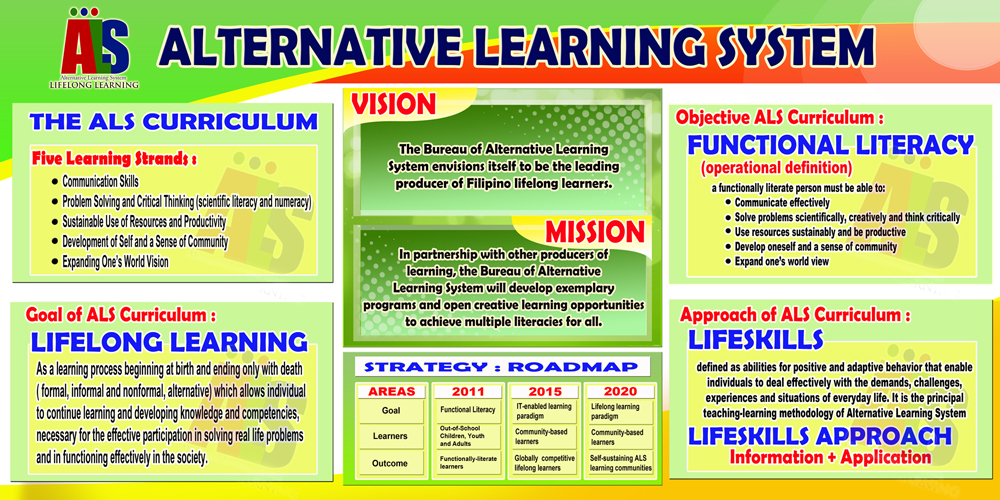 ALS
Alternative Learning System
LIFELONG LEARNING
ALTERNATIVE LEARNING SYSTEM
THE ALS CURRICULUM
Five Learning Strands :
• Communication Skills
• Problem Solving and Critical Thinking (scientific literacy and numeracy)
• Sustainable Use of Resources and Productivity
• Development of Self and a Sense of Community
• Expanding One's World Vision
Goal of ALS Curriculum :
LIFELONG LEARNING
As a learning process beginning at birth and ending only with death
( formal, informal and nonformal, alternative) which allows individual
to continue learning and developing knowledge and competencies,
necessary for the effective participation in solving real life problems
and in functioning effectively in the society.
VISION
The Bureau of Alternative Learning
System envisions itself to be the leading
producer of Filipino lifelong learners.
MISSION
In partnership with other producers of
learning, the Bureau of Alternative
Learning System will develop exemplary
programs and open creative learning opportunities
to achieve multiple literacies for all.
STRATEGY : ROADMAP
AREAS 2011 2015 2020
Goal Functional Literacy IT-enabled learning paradigm Lifelong learning paradigm
Learners Out-of-School Children, Youth and Adults Community-based learners Community-based learners
Outcome Functionally-literate learners Globally competitive lifelong learners Self-sustaining ALS learning communities
Objective ALS Curriculum :
FUNCTIONAL LITERACY
(operational definition)
a functionally literate person must be able to:
• Communicate effectively
• Solve problems scientifically, creatively and think critically
• Use resources sustainably and be productive
• Develop oneself and a sense of community
• Expand one's world view
Approach of ALS Curriculum :
LIFESKILLS
defined as abilities for positive and adaptive behavior that enable
individuals to deal effectively with the demands, challenges,
experiences and situations of everyday life. It is the principal
teaching-learning methodology of Alternative Learning System
LIFESKILLS APPROACH
Information + Application